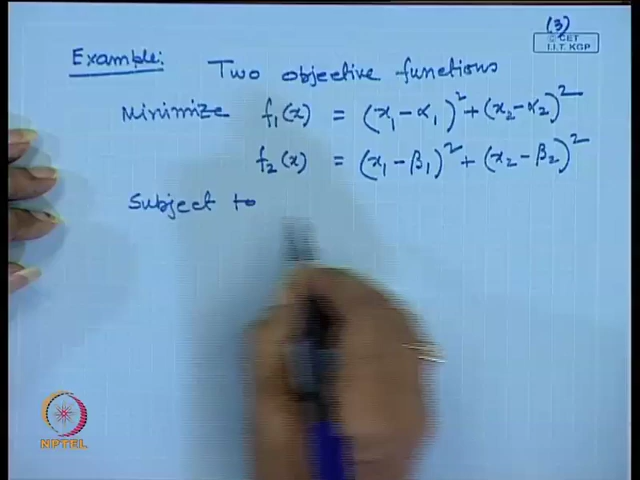 (3)
© CET
I.I.T. KGP
Example: Two objective functions
Minimize f₁(x) = (x₁ - α₁)² + (x₂ - α₂)²
f₂(x) = (x₁ - β₁)² + (x₂ - β₂)²
Subject to
NPTEL